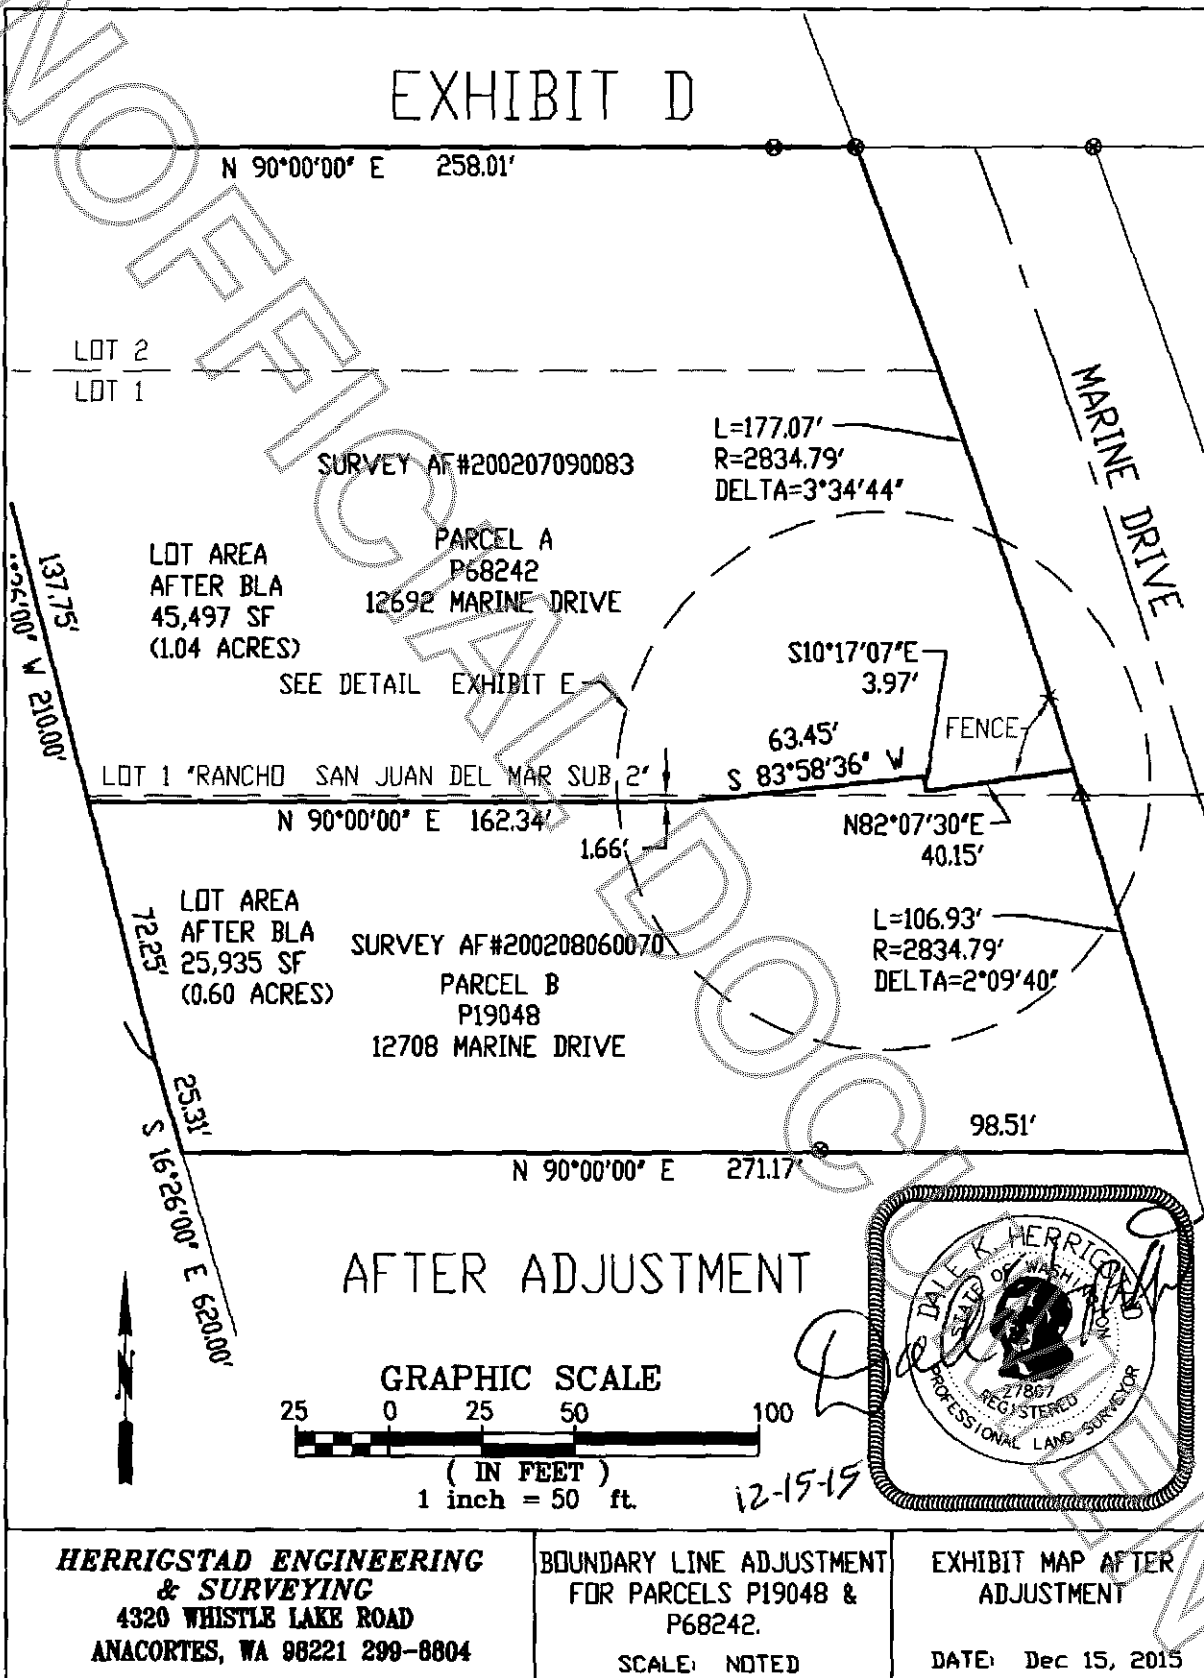 EXHIBIT D
N 90°00'00" E 258.01'
LOT 2
LOT 1
MARINE DRIVE
L=177.07'
R=2834.79'
DELTA=3°34'44"
SURVEY AF#200207090083
PARCEL A
P68242
12692 MARINE DRIVE
LOT AREA
AFTER BLA
45,497 SF
(1.04 ACRES)
137.75'
W 210.00'
SEE DETAIL EXHIBIT E
S10°17'07"E
3.97'
FENCE
63.45'
S 83°58'36" W
LOT 1 "RANCHO SAN JUAN DEL MAR SUB 2"
N 90°00'00" E 162.34'
1.66'
N82°07'30"E
40.15'
LOT AREA
AFTER BLA
25,935 SF
(0.60 ACRES)
72.25'
SURVEY AF#200208060070
PARCEL B
P19048
12708 MARINE DRIVE
L=106.93'
R=2834.79'
DELTA=2°09'40"
25.31'
S 16°26'00" E 620.00'
98.51'
N 90°00'00" E 271.17'
AFTER ADJUSTMENT
N
GRAPHIC SCALE
25 0 25 50 100
( IN FEET )
1 inch = 50 ft.
DALE K. HERRIGSTAD
STATE OF WASHINGTON
27807
REGISTERED
PROFESSIONAL LAND SURVEYOR
12-15-15
UNOFFICIAL DOCUMENT
HERRIGSTAD ENGINEERING
& SURVEYING
4320 WHISTLE LAKE ROAD
ANACORTES, WA 98221 299-8804
BOUNDARY LINE ADJUSTMENT
FOR PARCELS P19048 &
P68242.
SCALE: NOTED
EXHIBIT MAP AFTER
ADJUSTMENT
DATE: Dec 15, 2015